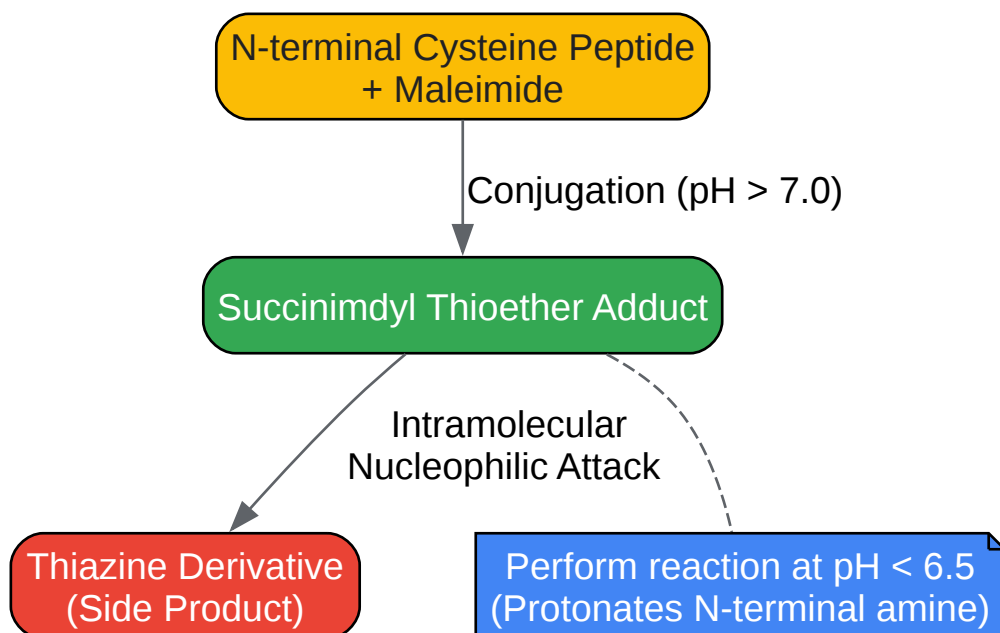 N-terminal Cysteine Peptide
+ Maleimide
Conjugation (pH > 7.0)
Succinimdyl Thioether Adduct
Intramolecular
Nucleophilic Attack
Thiazine Derivative
(Side Product)
Perform reaction at pH < 6.5
(Protonates N-terminal amine)